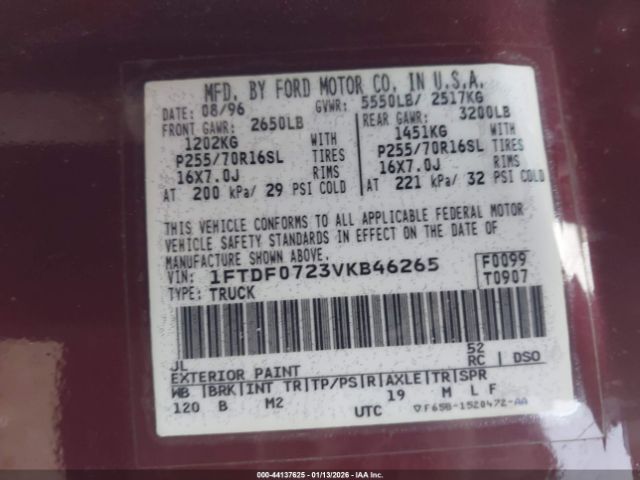 MFD. BY FORD MOTOR CO. IN U.S.A.
DATE: 08/96 GVWR: 5550LB/ 2517KG
FRONT GAWR: 2650LB REAR GAWR: 3200LB
1202KG WITH 1451KG WITH
P255/70R16SL TIRES P255/70R16SL TIRES
16X7.0J RIMS 16X7.0J RIMS
AT 200 kPa/ 29 PSI COLD AT 221 kPa/ 32 PSI COLD
THIS VEHICLE CONFORMS TO ALL APPLICABLE FEDERAL MOTOR
VEHICLE SAFETY STANDARDS IN EFFECT ON THE DATE OF
MANUFACTURE SHOWN ABOVE.
VIN: 1FTDF0723VKB46265 F0099
TYPE: TRUCK T0907
JL 52
EXTERIOR PAINT RC DSO
WB BRK INT TR TP/PS R AXLE TR SPR
120 B M2 19 M L F
UTC F65B-1520472-AA
000-44137625 - 01/13/2026 - IAA Inc.